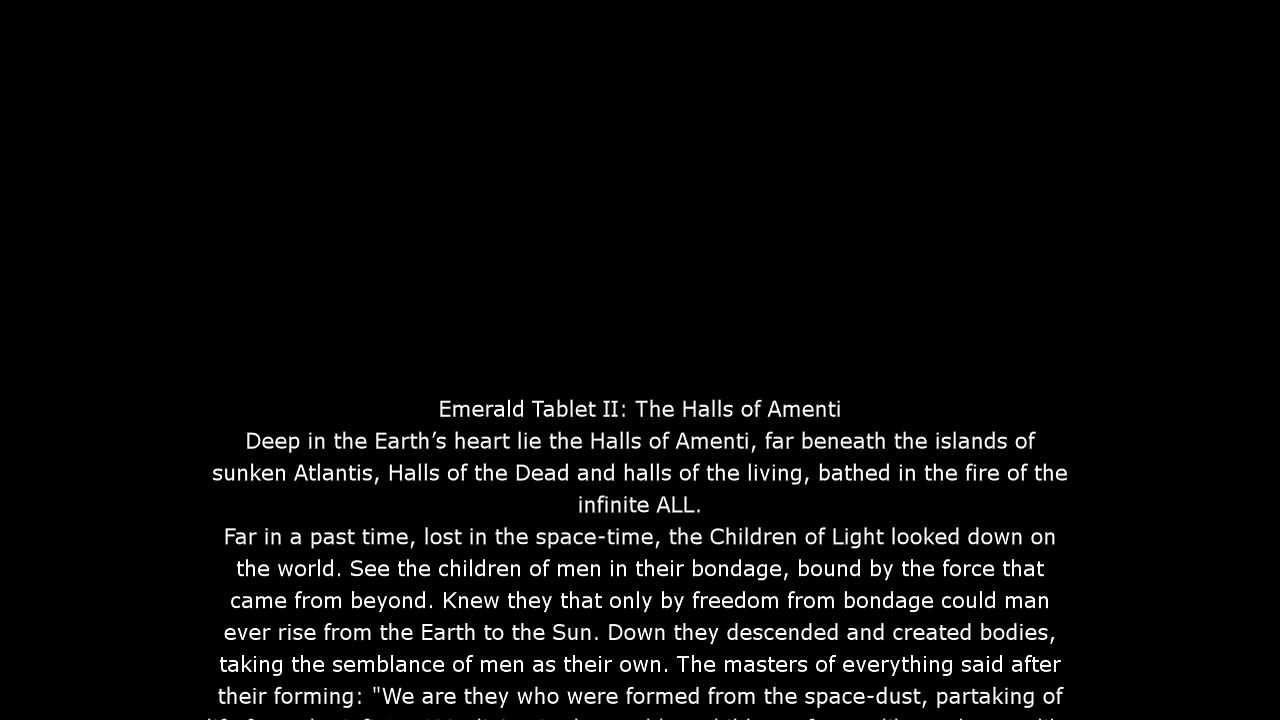 Emerald Tablet II: The Halls of Amenti
Deep in the Earth’s heart lie the Halls of Amenti, far beneath the islands of
sunken Atlantis, Halls of the Dead and halls of the living, bathed in the fire of the
infinite ALL.
Far in a past time, lost in the space-time, the Children of Light looked down on
the world. See the children of men in their bondage, bound by the force that
came from beyond. Knew they that only by freedom from bondage could man
ever rise from the Earth to the Sun. Down they descended and created bodies,
taking the semblance of men as their own. The masters of everything said after
their forming: "We are they who were formed from the space-dust, partaking of